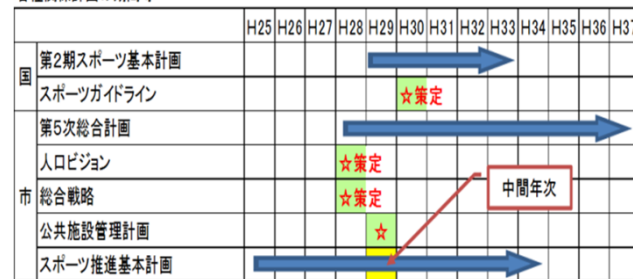 H25 H26 H27 H28 H29 H30 H31 H32 H33 H34 H35 H36 H37
国
第2期スポーツ基本計画
スポーツガイドライン ☆策定
市
第5次総合計画
人口ビジョン ☆策定
中間年次
総合戦略 ☆策定
公共施設管理計画 ☆
スポーツ推進基本計画